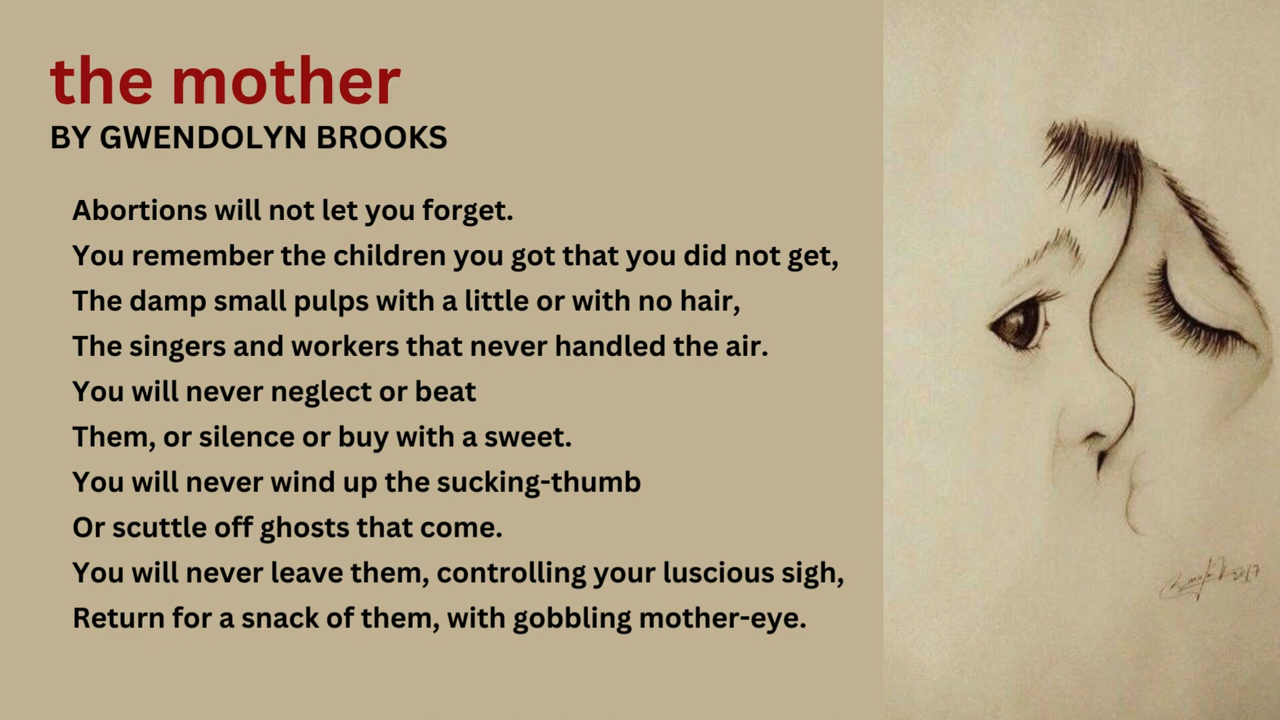 the mother
BY GWENDOLYN BROOKS
Abortions will not let you forget.
You remember the children you got that you did not get,
The damp small pulps with a little or with no hair,
The singers and workers that never handled the air.
You will never neglect or beat
Them, or silence or buy with a sweet.
You will never wind up the sucking-thumb
Or scuttle off ghosts that come.
You will never leave them, controlling your luscious sigh,
Return for a snack of them, with gobbling mother-eye.
2017